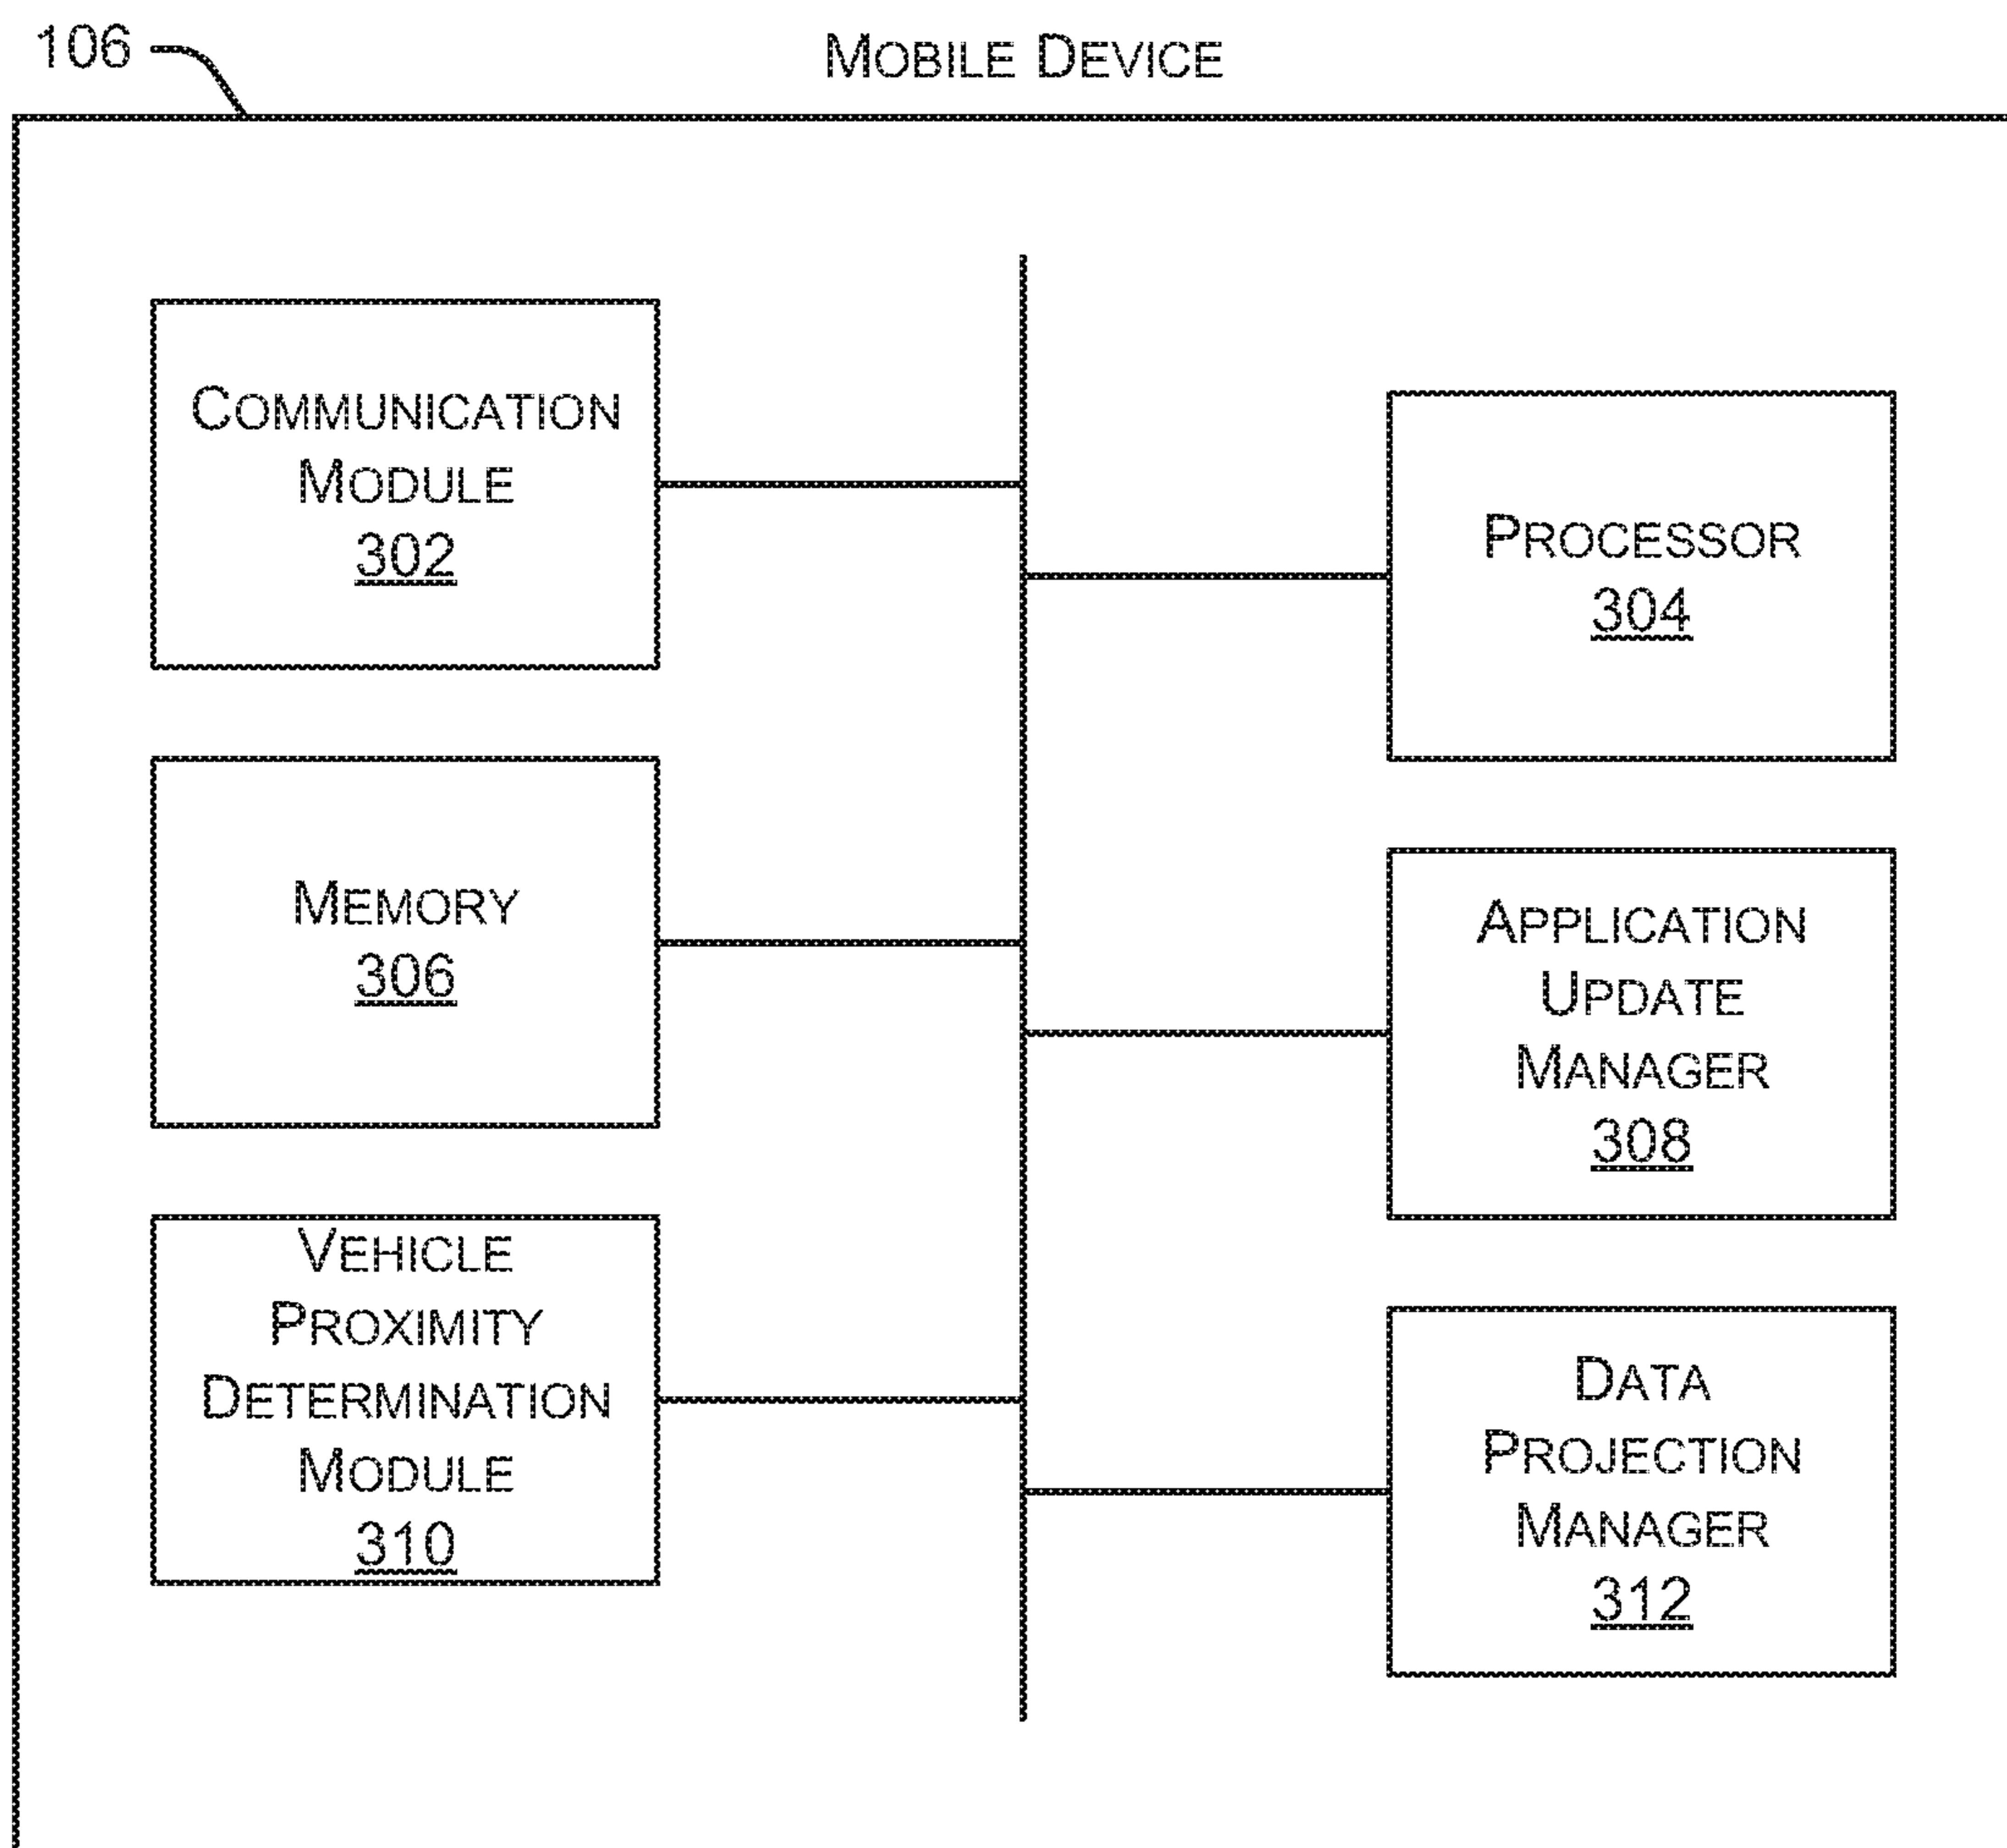 106
MOBILE DEVICE
COMMUNICATION
MODULE
302
PROCESSOR
304
MEMORY
306
APPLICATION
UPDATE
MANAGER
308
VEHICLE
PROXIMITY
DETERMINATION
MODULE
310
DATA
PROJECTION
MANAGER
312